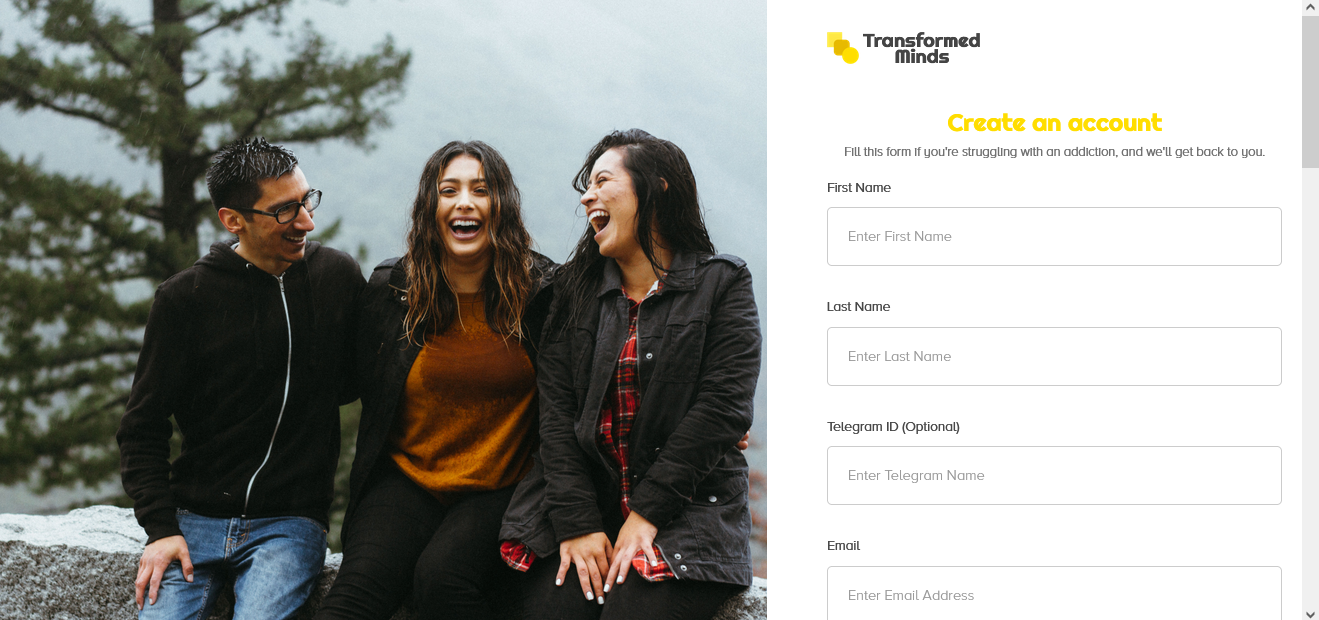 Transformed
Minds
Create an account
Fill this form if you're struggling with an addiction, and we'll get back to you.
First Name
Enter First Name
Last Name
Enter Last Name
Telegram ID (Optional)
Enter Telegram Name
Email
Enter Email Address